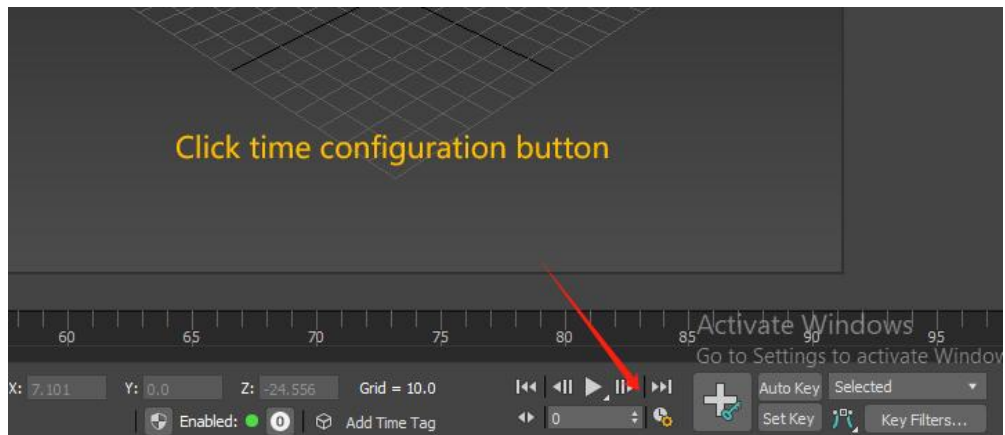 Click time configuration button
60 65 70 75 80 85 90 95
Activate Windows
Go to Settings to activate Window
X: 7.101 Y: 0.0 Z: -24.556 Grid = 10.0 Auto Key Selected
Enabled: 0 Add Time Tag 0 Set Key Key Filters...